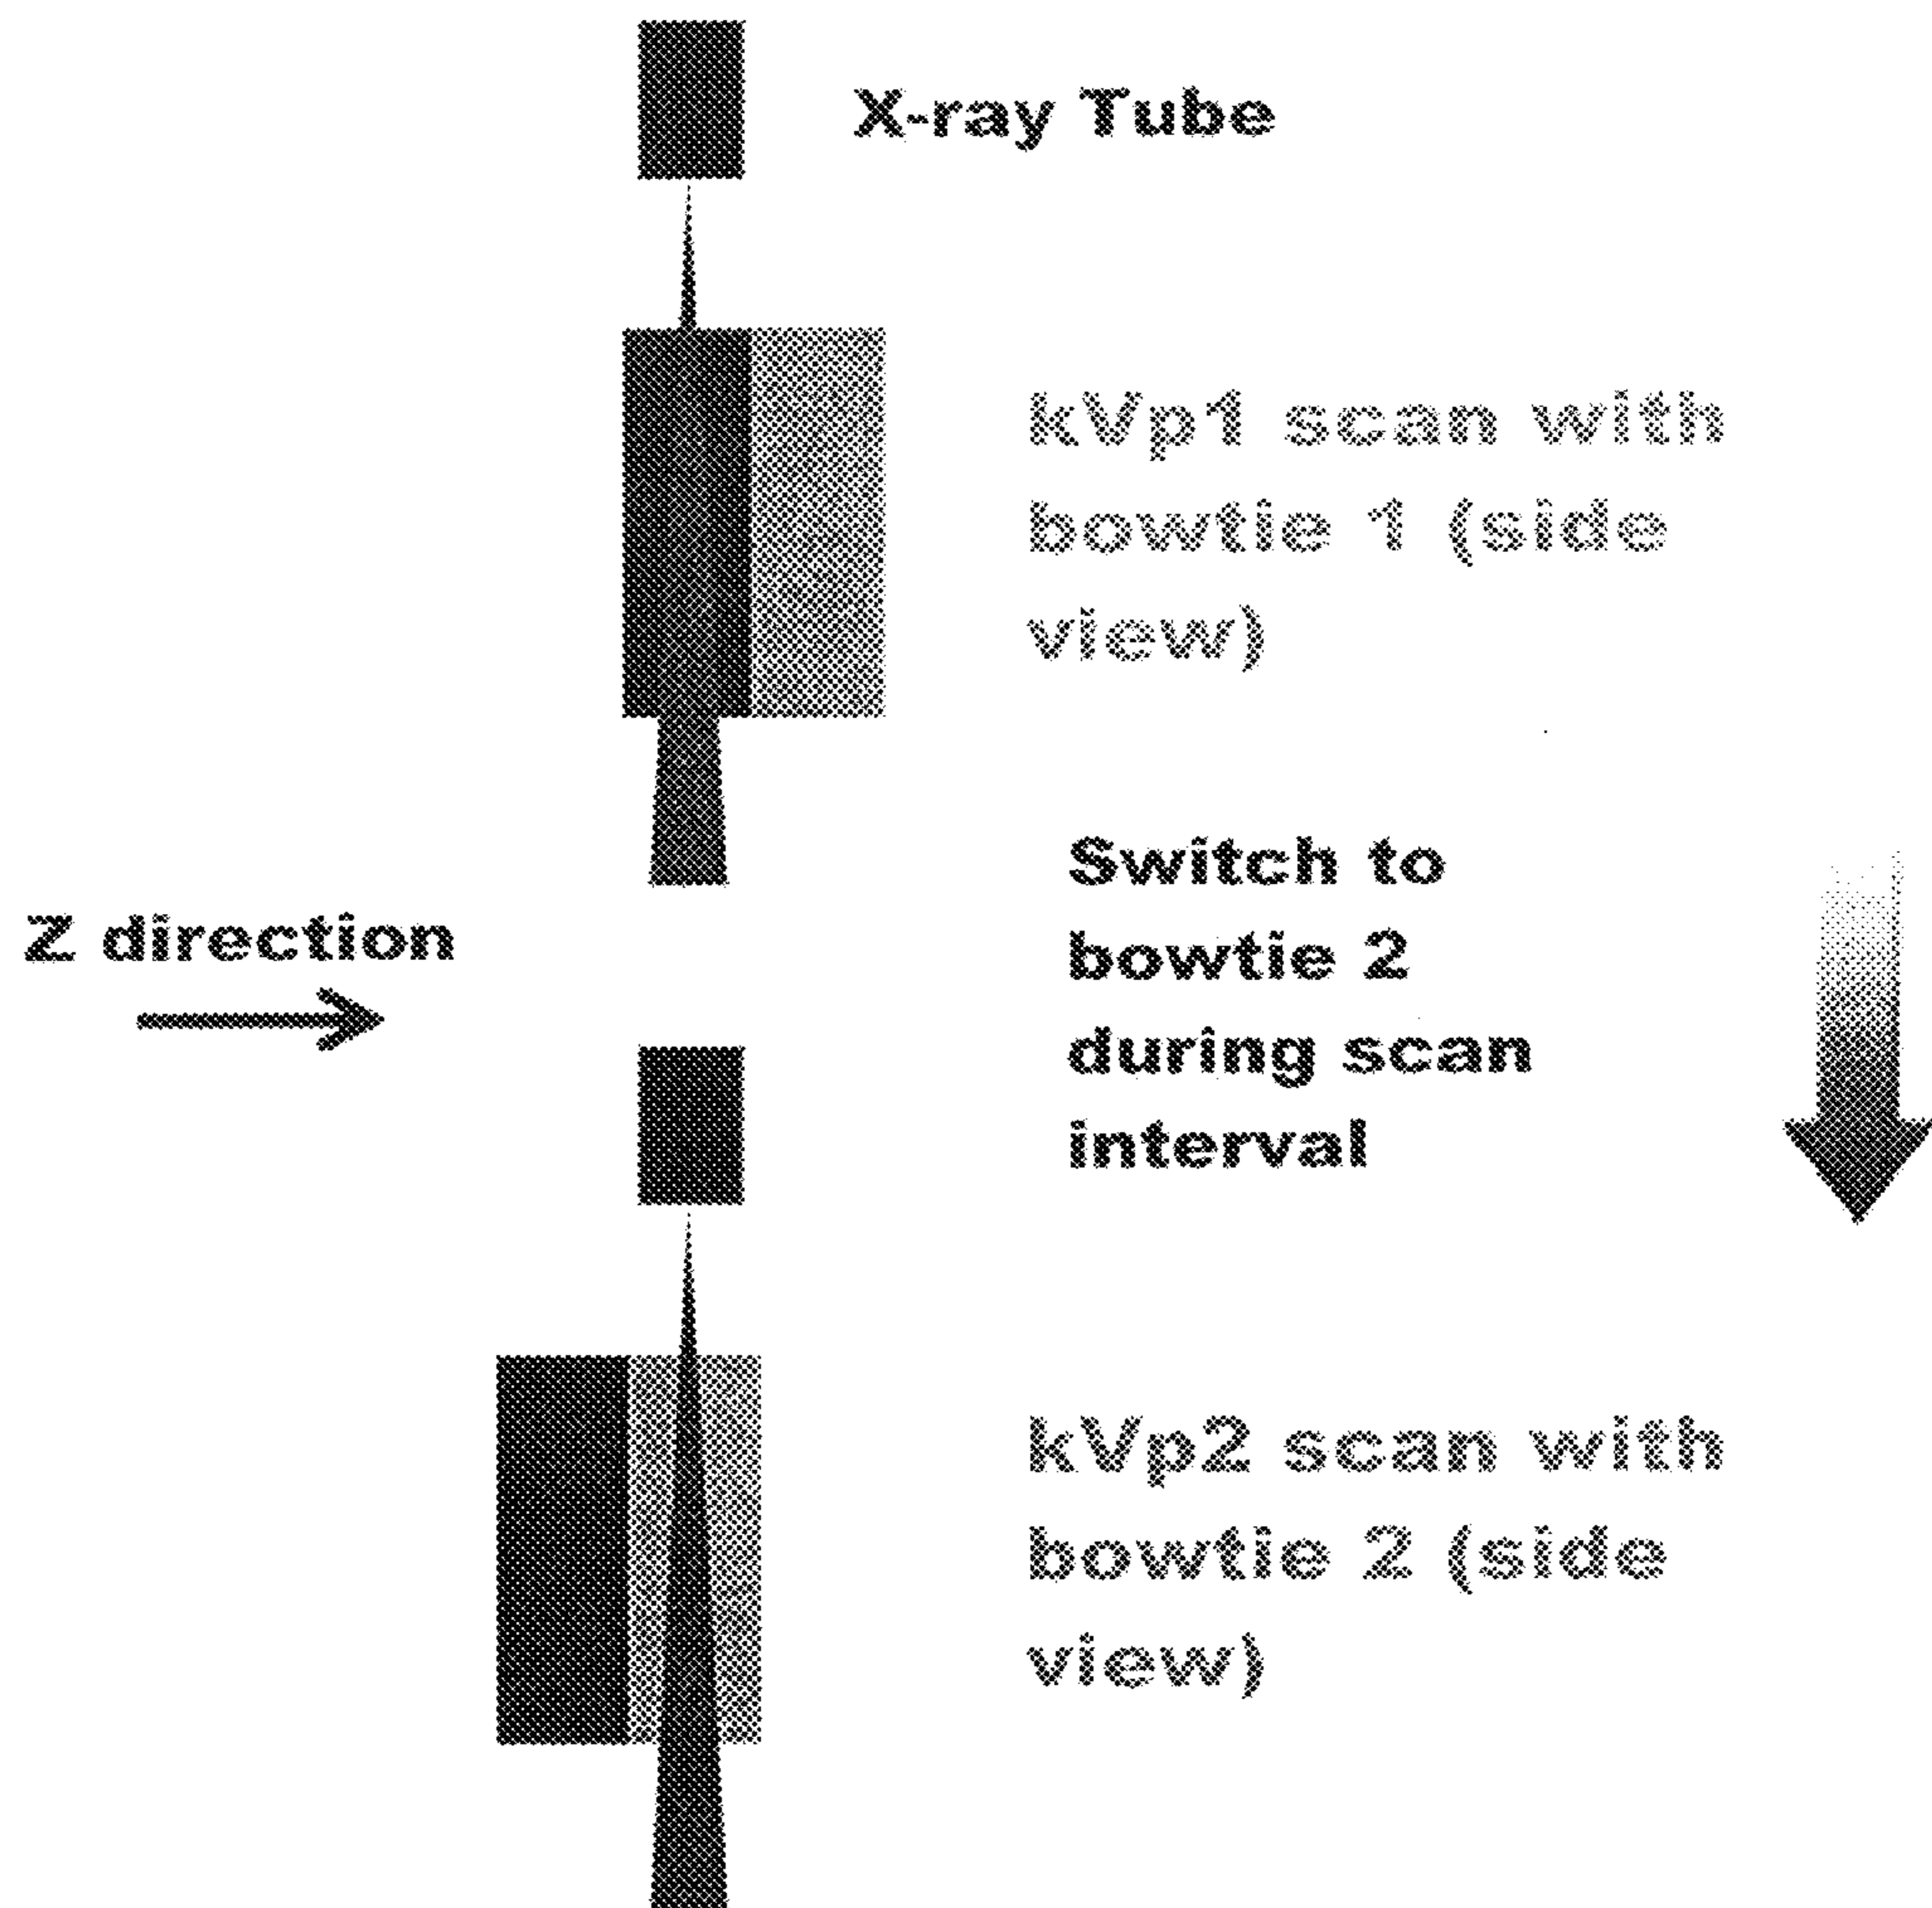 X-ray Tube
kVp1 scan with
bowtie 1 (side
view)
Switch to
bowtie 2
during scan
interval
Z direction
kVp2 scan with
bowtie 2 (side
view)